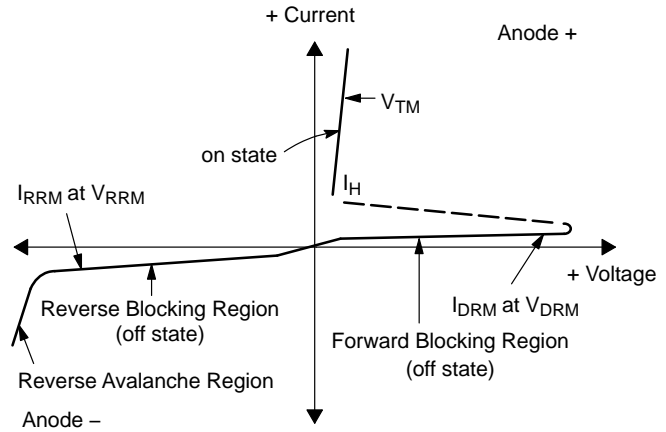 + Current
Anode +
VTM
on state
IH
IRRM at VRRM
+ Voltage
IDRM at VDRM
Reverse Blocking Region
(off state)
Forward Blocking Region
(off state)
Reverse Avalanche Region
Anode –